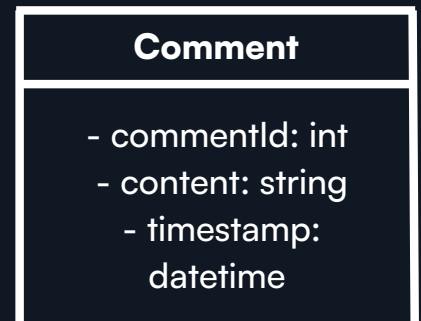 Comment
- commentId: int
- content: string
- timestamp:
datetime